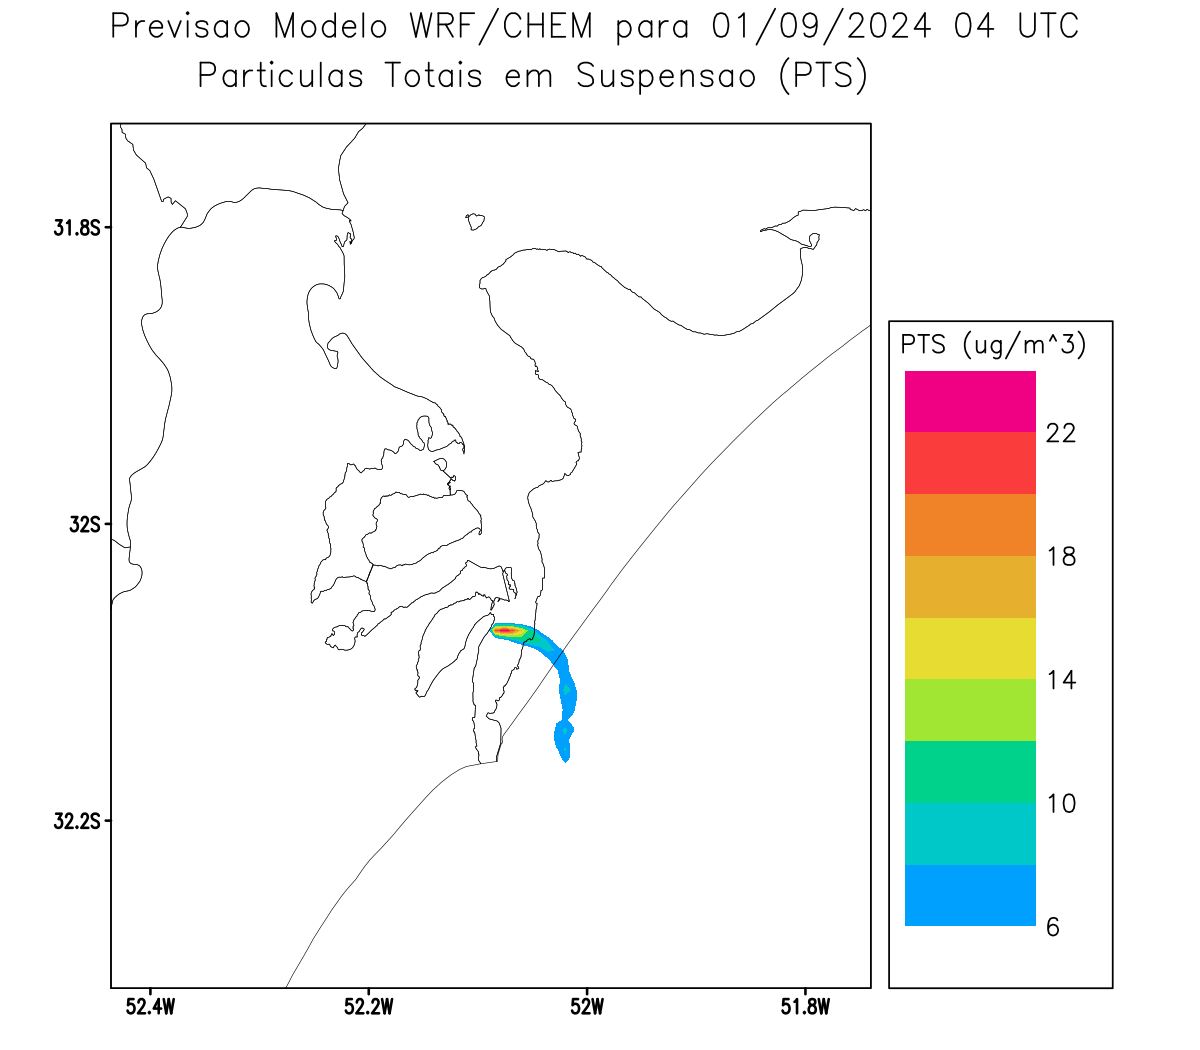 Previsao Modelo WRF/CHEM para 01/09/2024 04 UTC
Particulas Totais em Suspensao (PTS)
31.8S
32S
32.2S
52.4W
52.2W
52W
51.8W
PTS (ug/m^3)
22
18
14
10
6